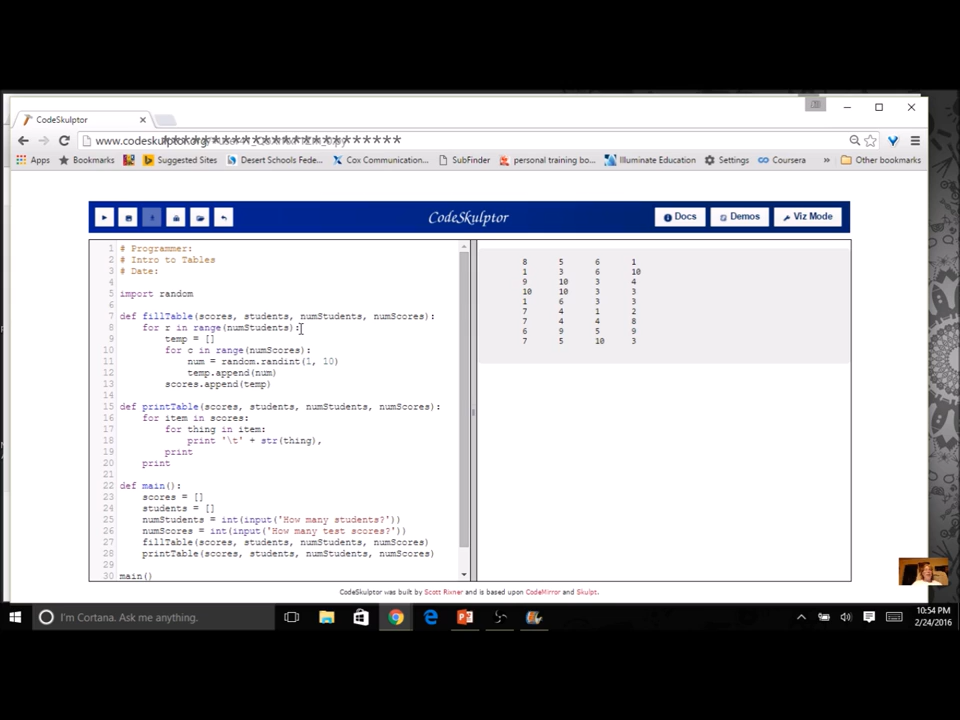 CodeSkulptor
www.codeskulptor.org
Apps Bookmarks Suggested Sites Desert Schools Fede... Cox Communication... SubFinder personal training bo... Illuminate Education Settings Coursera » Other bookmarks
CodeSkulptor Docs Demos Viz Mode
1 # Programmer:
2 # Intro to Tables
3 # Date:
4
5 import random
6
7 def fillTable(scores, students, numStudents, numScores):
8 for r in range(numStudents):
9 temp = []
10 for c in range(numScores):
11 num = random.randint(1, 10)
12 temp.append(num)
13 scores.append(temp)
14
15 def printTable(scores, students, numStudents, numScores):
16 for item in scores:
17 for thing in item:
18 print '\t' + str(thing),
19 print
20 print
21
22 def main():
23 scores = []
24 students = []
25 numStudents = int(input('How many students?'))
26 numScores = int(input('How many test scores?'))
27 fillTable(scores, students, numStudents, numScores)
28 printTable(scores, students, numStudents, numScores)
29
30 main()
8 5 6 1
1 3 6 10
9 10 3 4
10 10 3 3
1 6 3 3
7 4 1 2
7 4 4 8
6 9 5 9
7 5 10 3
CodeSkulptor was built by Scott Rixner and is based upon CodeMirror and Skulpt.
I'm Cortana. Ask me anything.
10:54 PM
2/24/2016